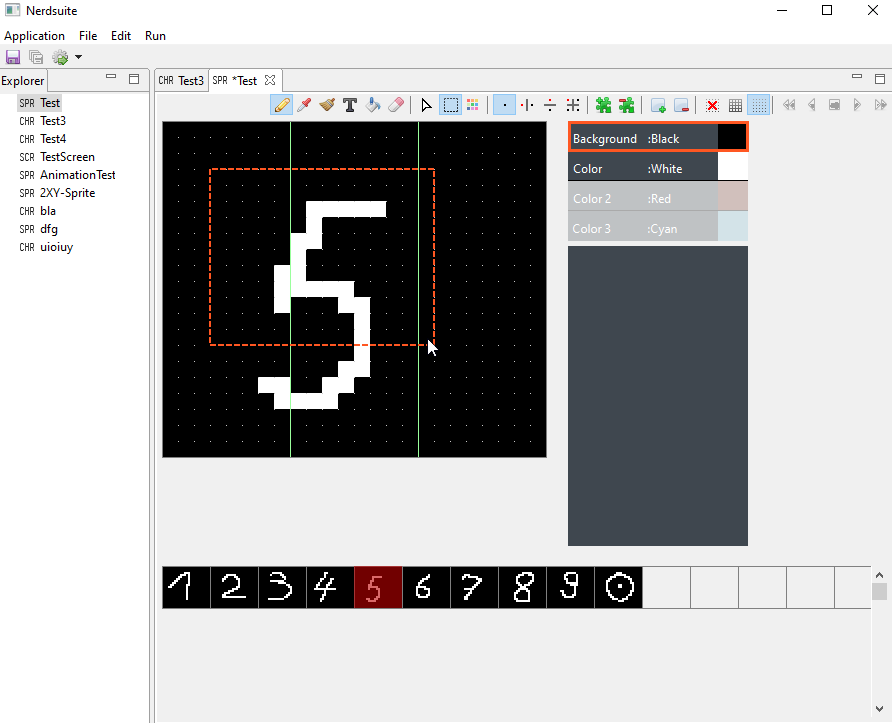 Nerdsuite
Application File Edit Run
Explorer
CHR Test3 SPR *Test
SPR Test
CHR Test3
CHR Test4
SCR TestScreen
SPR AnimationTest
SPR 2XY-Sprite
CHR bla
SPR dfg
CHR uioiuy
T
Background :Black
Color :White
Color 2 :Red
Color 3 :Cyan
5
1 2 3 4 5 6 7 8 9 0